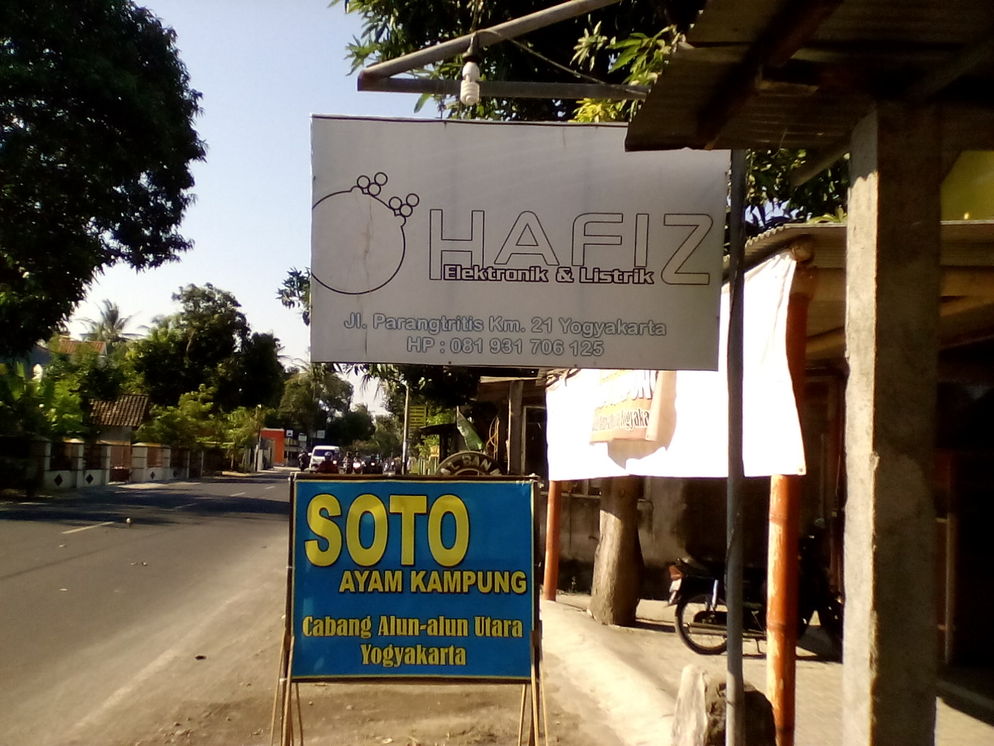 HAFIZ
Elektronik & Listrik
Jl. Parangtritis Km. 21 Yogyakarta
HP : 081 931 706 125
SOTO
AYAM KAMPUNG
Cabang Alun-alun Utara
Yogyakarta